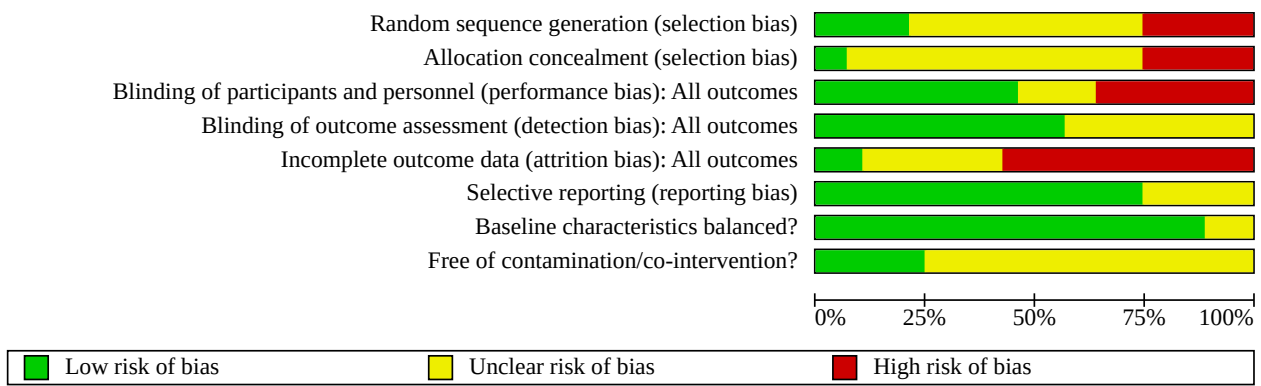 Random sequence generation (selection bias)
Allocation concealment (selection bias)
Blinding of participants and personnel (performance bias): All outcomes
Blinding of outcome assessment (detection bias): All outcomes
Incomplete outcome data (attrition bias): All outcomes
Selective reporting (reporting bias)
Baseline characteristics balanced?
Free of contamination/co-intervention?
0% 25% 50% 75% 100%
Low risk of bias Unclear risk of bias High risk of bias